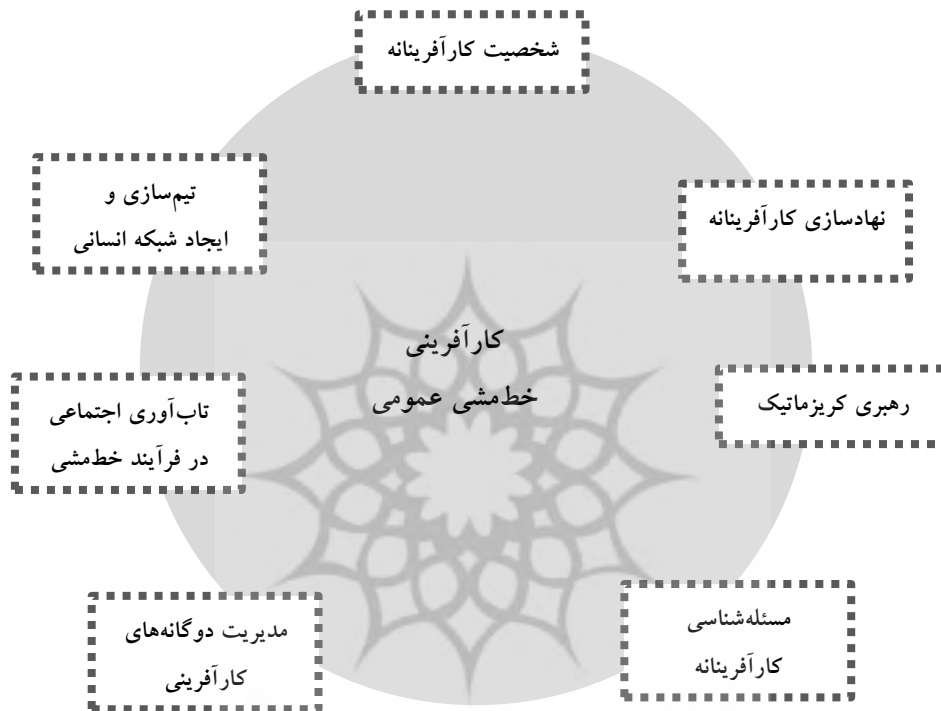 شخصیت کارآفرینانه
تیم‌سازی و
ایجاد شبکه انسانی
نهادسازی کارآفرینانه
کارآفرینی
خط‌مشی عمومی
رهبری کریزماتیک
تاب‌آوری اجتماعی
در فرآیند خط‌مشی
مسئله‌شناسی
کارآفرینانه
مدیریت دوگانه‌های
کارآفرینی